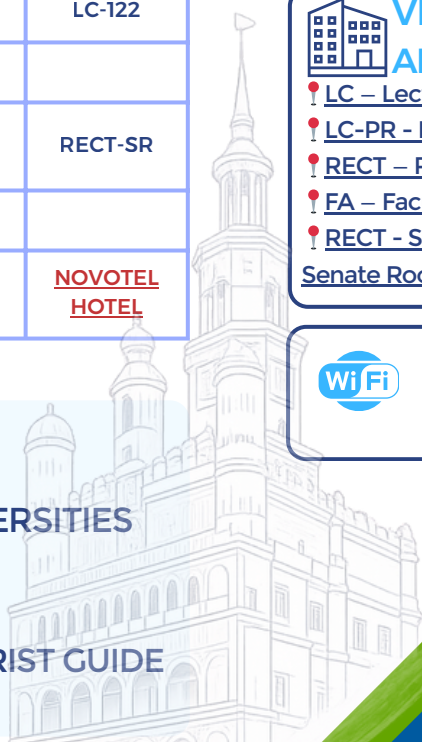 LC-122
RECT-SR
NOVOTEL
HOTEL
ERSITIES
RIST GUIDE
LC – Lec
LC-PR -
RECT –
FA – Fac
RECT - S
Senate Roo
WiFi